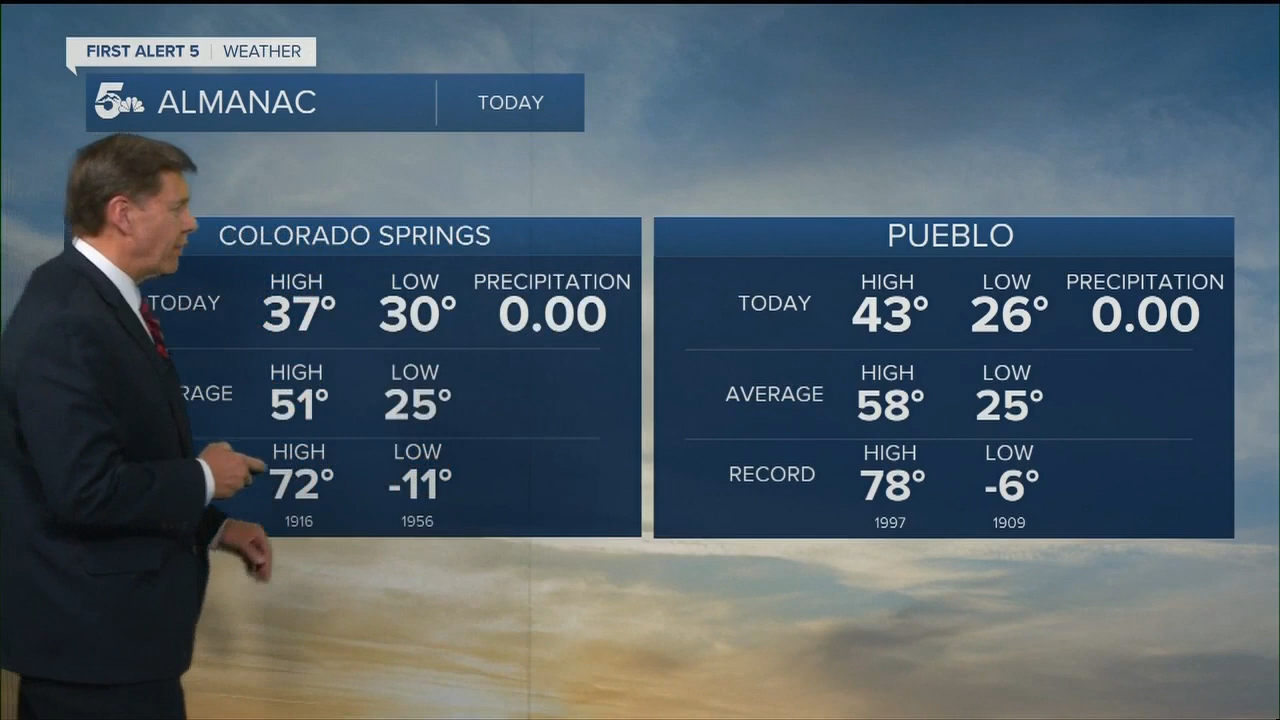 FIRST ALERT 5 | WEATHER
5 ALMANAC TODAY
COLORADO SPRINGS
HIGH LOW PRECIPITATION
TODAY 37° 30° 0.00
HIGH LOW
RAGE 51° 25°
HIGH LOW
72° -11°
1916 1956
PUEBLO
HIGH LOW PRECIPITATION
TODAY 43° 26° 0.00
HIGH LOW
AVERAGE 58° 25°
HIGH LOW
RECORD 78° -6°
1997 1909